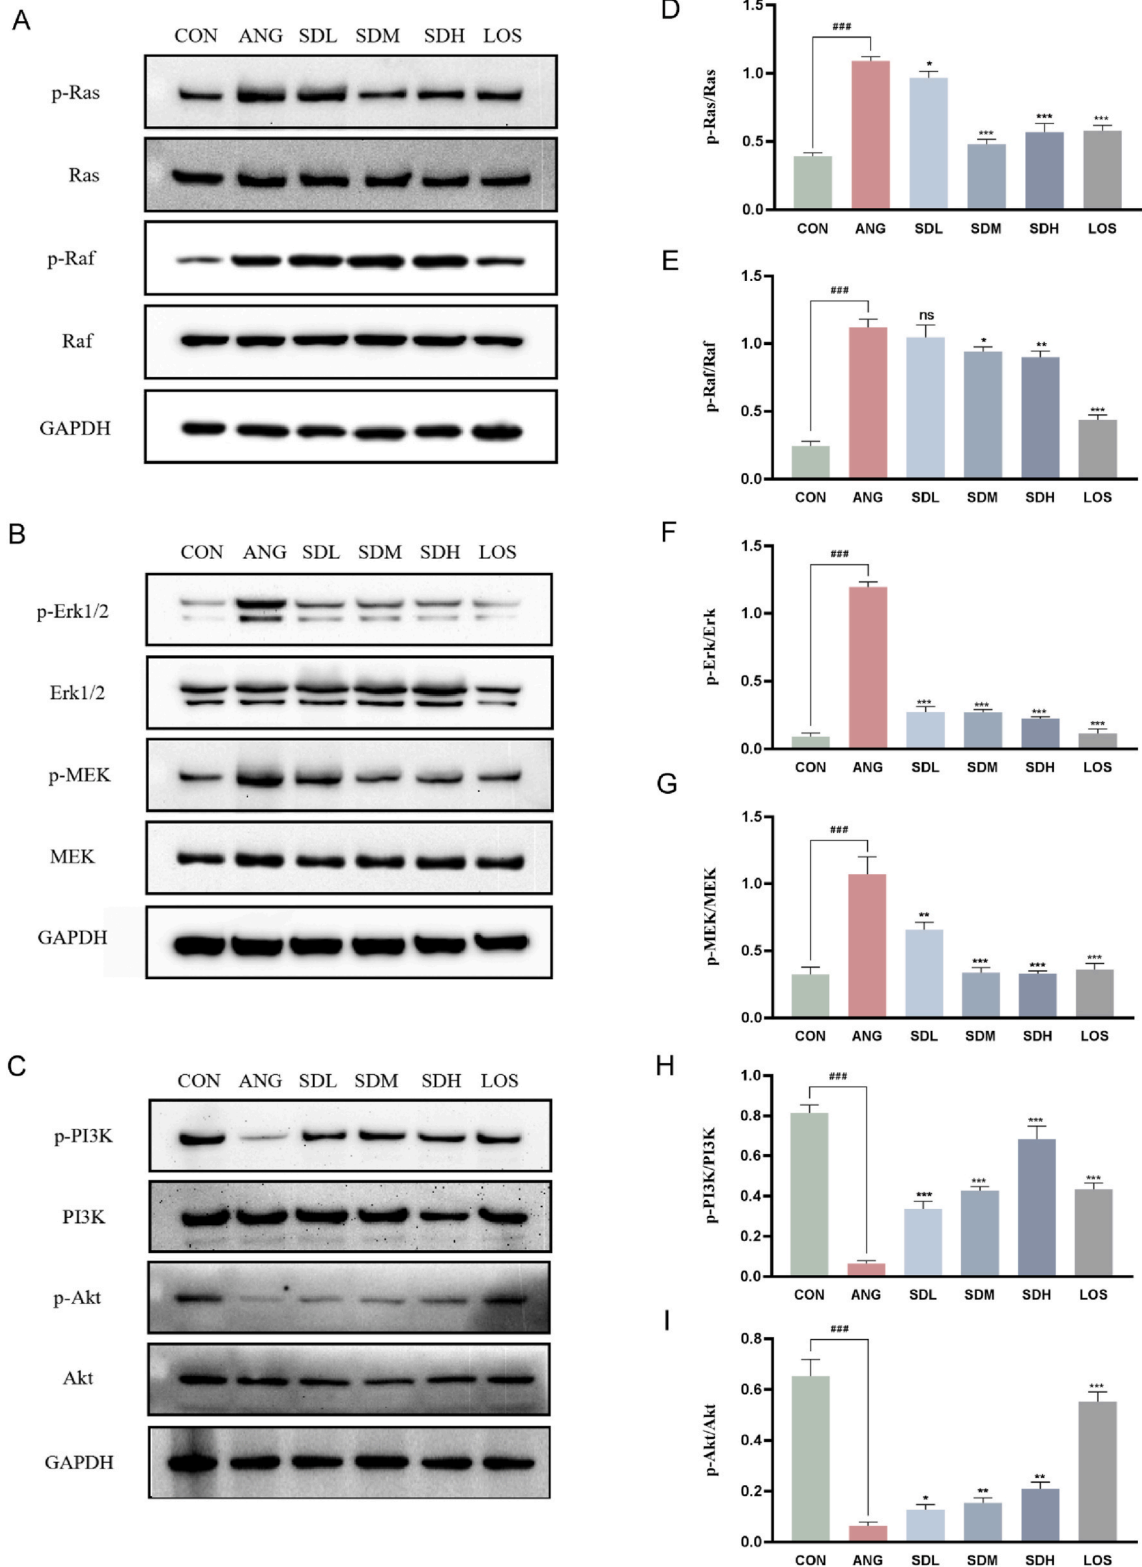 A
CON ANG SDL SDM SDH LOS
p-Ras
Ras
p-Raf
Raf
GAPDH
B
CON ANG SDL SDM SDH LOS
p-Erk1/2
Erk1/2
p-MEK
MEK
GAPDH
C
CON ANG SDL SDM SDH LOS
p-PI3K
PI3K
p-Akt
Akt
GAPDH
D
p-Ras/Ras
1.5
1.0
0.5
0.0
###
*
***
***
***
CON ANG SDL SDM SDH LOS
E
p-Raf/Raf
1.5
1.0
0.5
0.0
###
ns
*
**
***
CON ANG SDL SDM SDH LOS
F
p-Erk/Erk
1.5
1.0
0.5
0.0
###
***
***
***
***
CON ANG SDL SDM SDH LOS
G
p-MEK/MEK
1.5
1.0
0.5
0.0
###
**
***
***
***
CON ANG SDL SDM SDH LOS
H
p-PI3K/PI3K
1.0
0.8
0.6
0.4
0.2
0.0
###
***
***
***
***
CON ANG SDL SDM SDH LOS
I
p-Akt/Akt
0.8
0.6
0.4
0.2
0.0
###
*
**
**
***
CON ANG SDL SDM SDH LOS